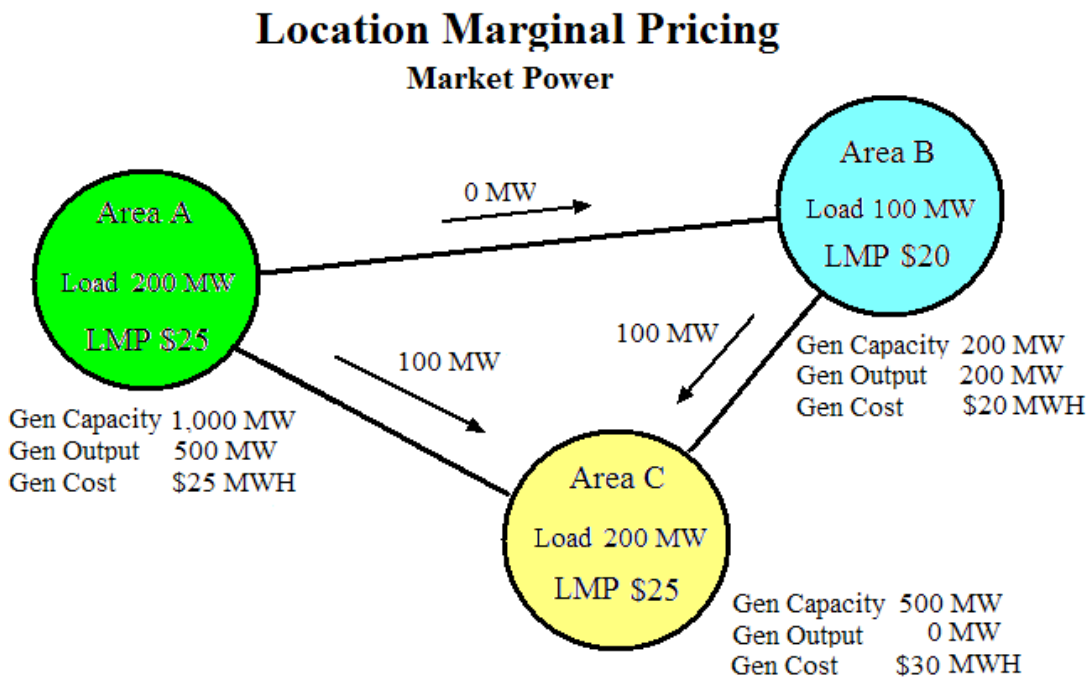 Location Marginal Pricing
Market Power
0 MW
Area A
Load 200 MW
LMP $25
Area B
Load 100 MW
LMP $20
100 MW
100 MW
Gen Capacity 1,000 MW
Gen Output 500 MW
Gen Cost $25 MWH
Gen Capacity 200 MW
Gen Output 200 MW
Gen Cost $20 MWH
Area C
Load 200 MW
LMP $25
Gen Capacity 500 MW
Gen Output 0 MW
Gen Cost $30 MWH